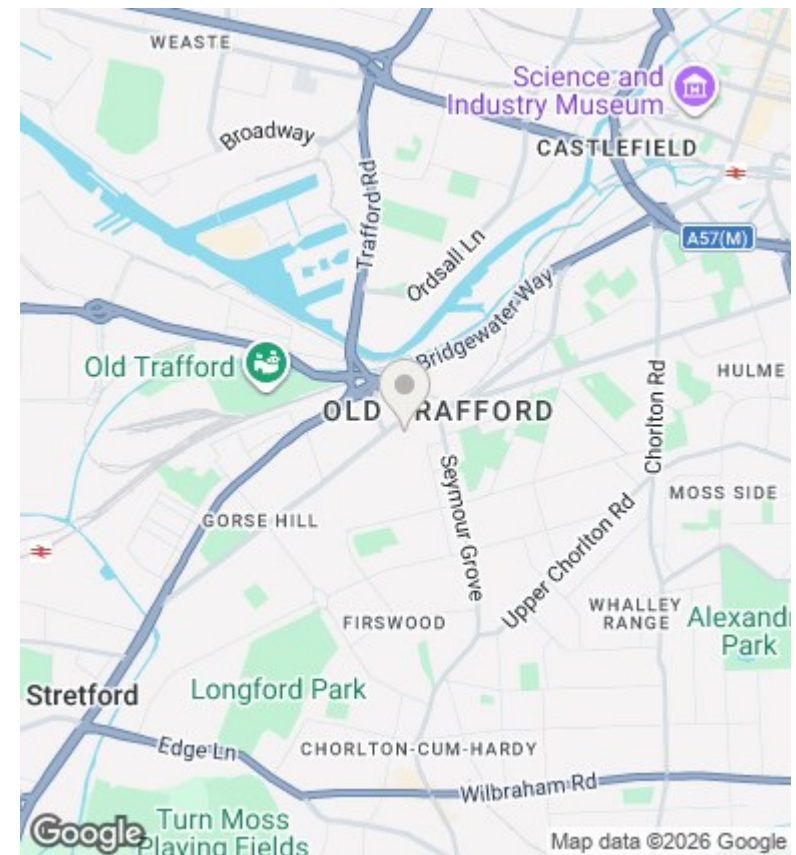 WEASTE
Science and
Industry Museum
Broadway
CASTLEFIELD
Trafford Rd
Ordsall Ln
A57(M)
Bridgewater Way
Old Trafford
HULME
OLD TRAFFORD
Chorlton Rd
Seymour Grove
MOSS SIDE
GORSE HILL
Upper Chorlton Rd
FIRSWOOD
WHALLEY
RANGE
Alexandr
Park
Stretford
Longford Park
Edge Ln
CHORLTON-CUM-HARDY
Wilbraham Rd
Turn Moss
Playing Fields
Google
Map data ©2026 Google